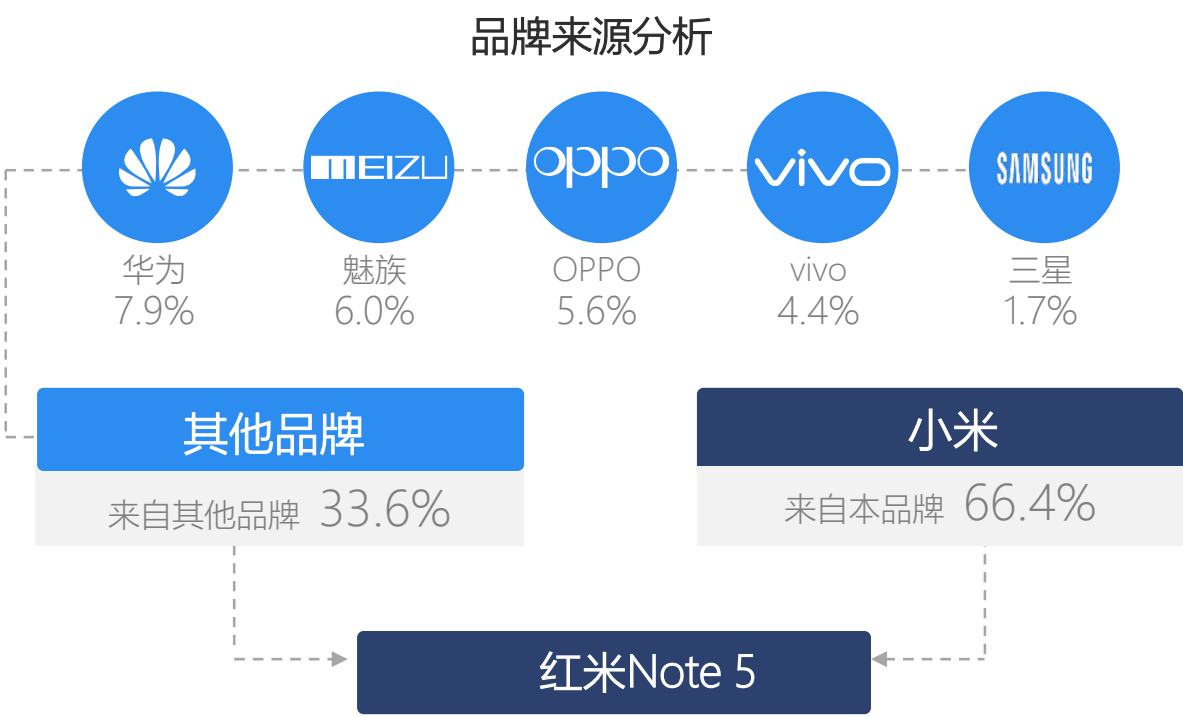 品牌来源分析
MEIZU
oppo
vivo
SAMSUNG
华为
7.9%
魅族
6.0%
OPPO
5.6%
vivo
4.4%
三星
1.7%
其他品牌
来自其他品牌 33.6%
小米
来自本品牌 66.4%
红米Note 5